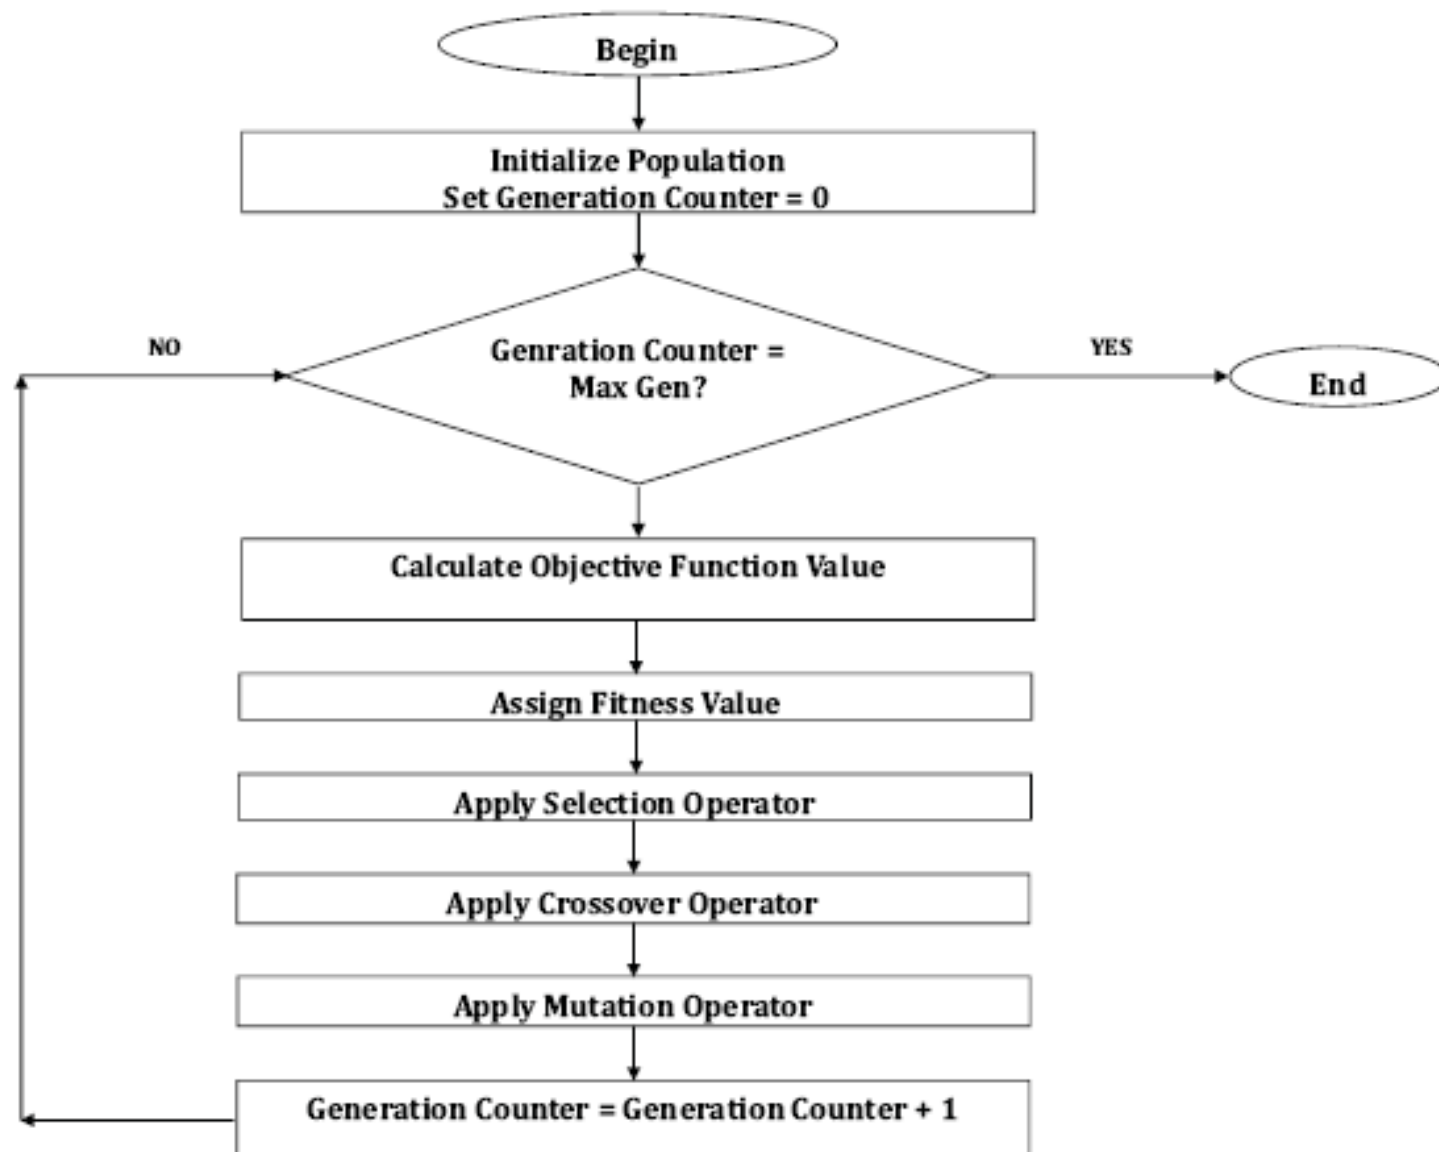 Begin
Initialize Population
Set Generation Counter = 0
Genration Counter =
Max Gen?
NO
YES
End
Calculate Objective Function Value
Assign Fitness Value
Apply Selection Operator
Apply Crossover Operator
Apply Mutation Operator
Generation Counter = Generation Counter + 1